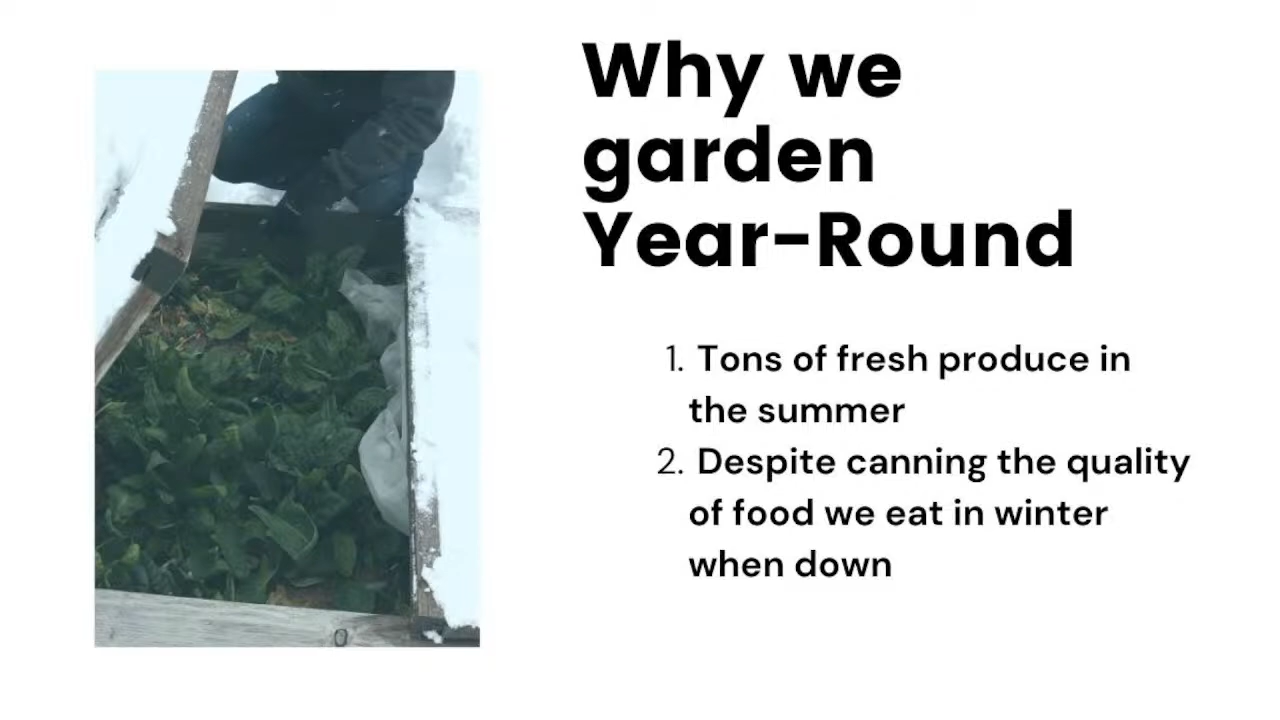 Why we
garden
Year-Round
1. Tons of fresh produce in
the summer
2. Despite canning the quality
of food we eat in winter
when down